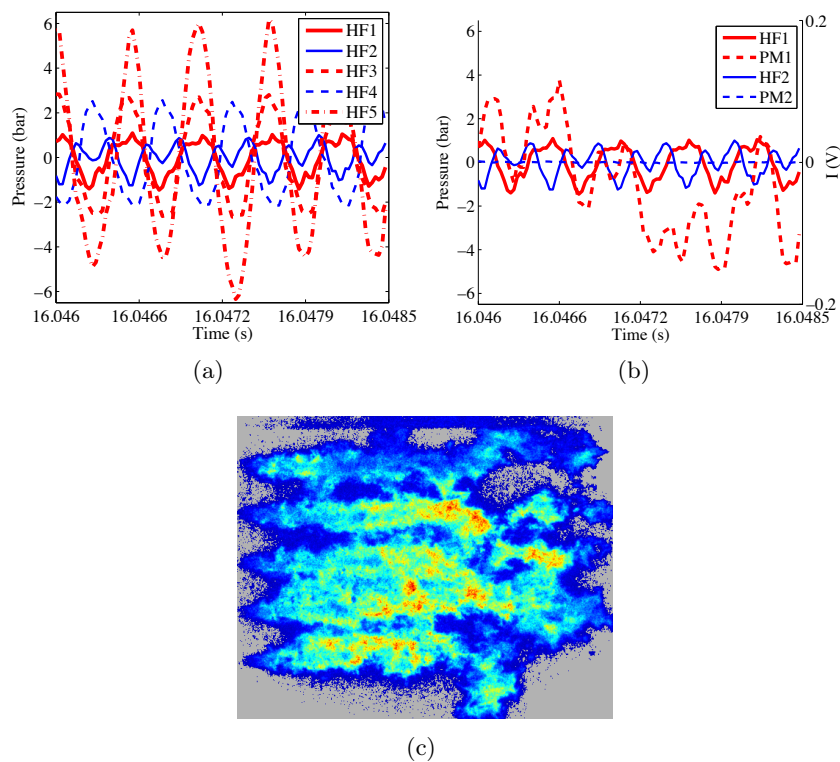 6
4
2
0
−2
−4
−6
Pressure (bar)
16.046
16.0466
16.0472
16.0479
16.0485
Time (s)
HF1
HF2
HF3
HF4
HF5
(a)
6
4
2
0
−2
−4
−6
Pressure (bar)
16.046
16.0466
16.0472
16.0479
16.0485
Time (s)
0.2
0.0
−0.2
I (V)
HF1
PM1
HF2
PM2
(b)
(c)